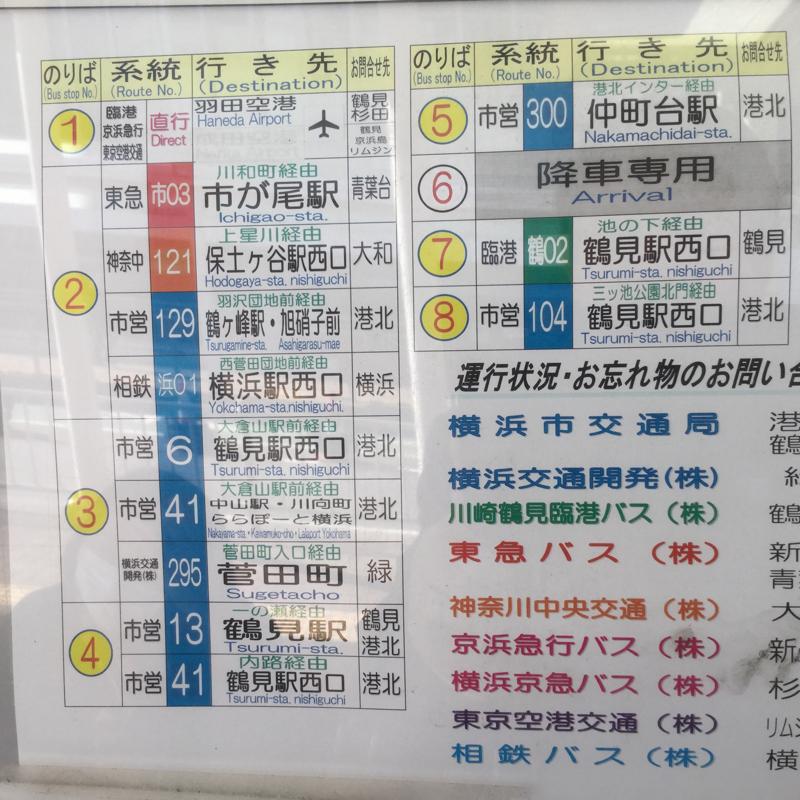 のりば 系統 行き先 お問合せ先
(Bus stop No.) (Route No.) (Destination)
1 臨港 京浜急行 東京空港交通 直行 Direct 羽田空港 Haneda Airport 鶴見 杉田 鶴見 京浜島 リムジン
2 東急 市03 川和町経由 市が尾駅 Ichigao-sta. 青葉台
神奈中 121 上星川経由 保土ヶ谷駅西口 Hodogaya-sta. nishiguchi 大和
市営 129 羽沢団地前経由 鶴ヶ峰駅・旭硝子前 Tsurugamine-sta. Asahigarasu-mae 港北
相鉄 浜01 西菅田団地前経由 横浜駅西口 Yokohama-sta.nishiguchi. 横浜
3 市営 6 大倉山駅前経由 鶴見駅西口 Tsurumi-sta. nishiguchi 港北
市営 41 大倉山駅前経由 中山駅・川向町 ららぽーと横浜 Nakayama-sta.・Kawamuko-cho・Lalaport Yokohama 港北
横浜交通開発(株) 295 菅田町入口経由 菅田町 Sugetacho 緑
4 市営 13 一の瀬経由 鶴見駅 Tsurumi-sta. 鶴見 港北
市営 41 内路経由 鶴見駅西口 Tsurumi-sta. nishiguchi 港北
のりば 系統 行き先 お問合せ先
(Bus stop No.) (Route No.) (Destination)
5 市営 300 港北インター経由 仲町台駅 Nakamachidai-sta. 港北
6 降車専用 Arrival
7 臨港 鶴02 池の下経由 鶴見駅西口 Tsurumi-sta. nishiguchi 鶴見
8 市営 104 三ッ池公園北門経由 鶴見駅西口 Tsurumi-sta. nishiguchi 港北
運行状況・お忘れ物のお問い合
横浜市交通局 港 鶴
横浜交通開発(株)
川崎鶴見臨港バス(株) 鶴
東急バス(株) 新 青
神奈川中央交通(株) 大
京浜急行バス(株) 新
横浜京急バス(株) 杉
東京空港交通(株) リム
相鉄バス(株) 横